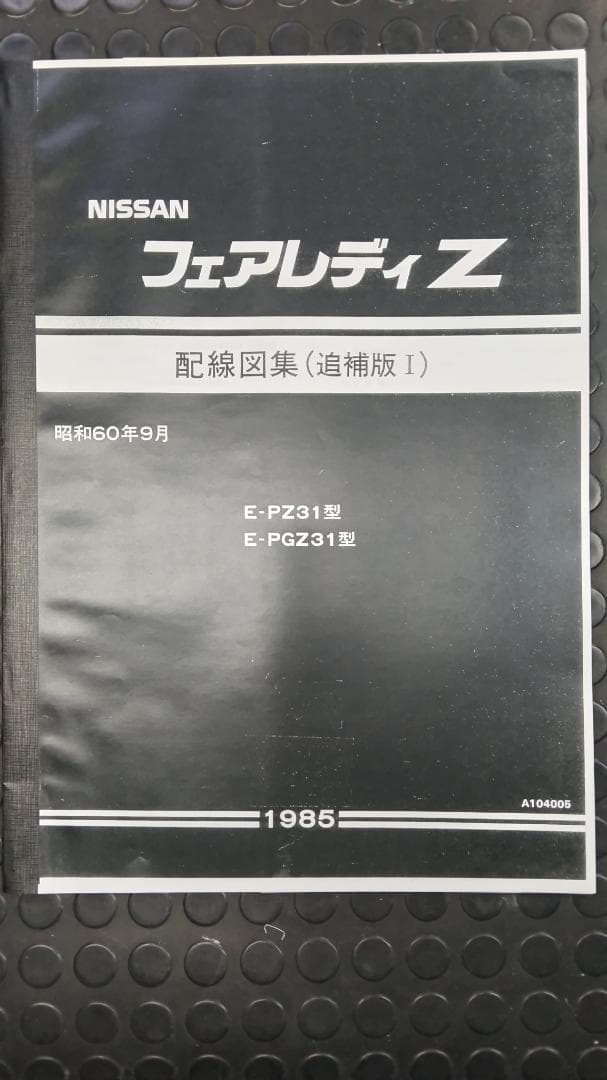 NISSAN
フェアレディZ
配線図集(追補版Ⅰ)
昭和60年9月
E-PZ31型
E-PGZ31型
A104005
1985